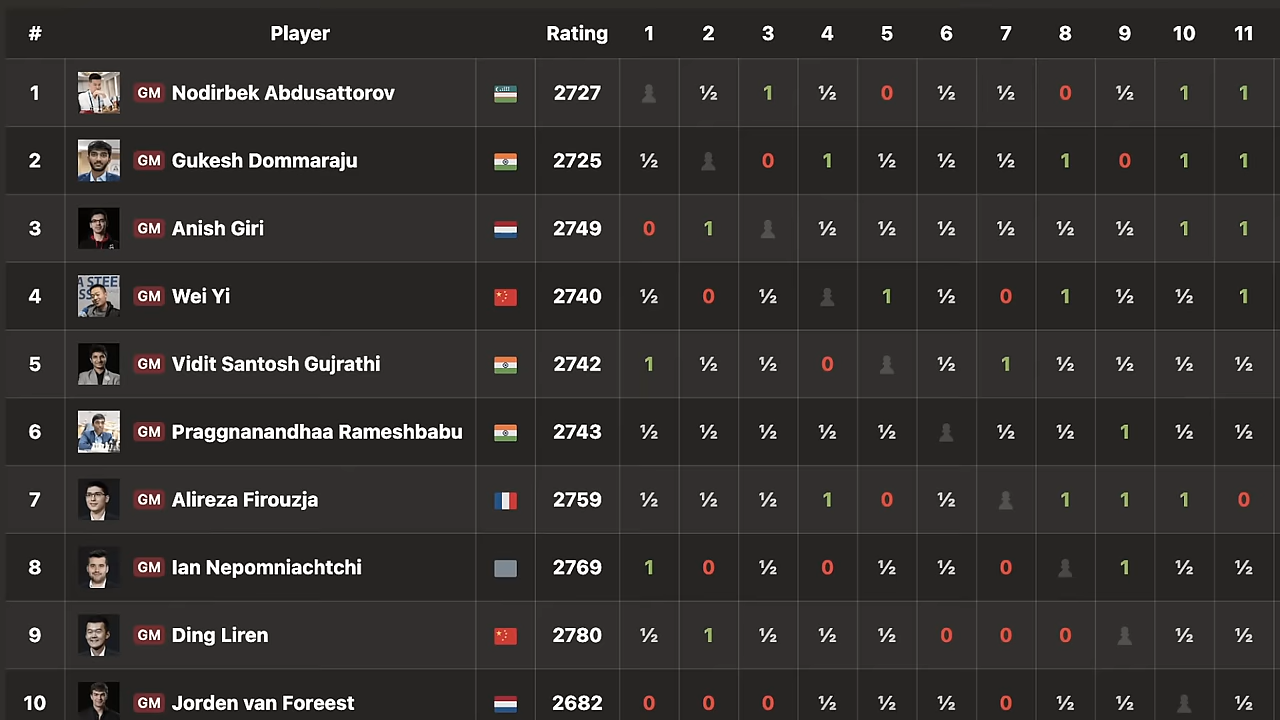 # Player Rating 1 2 3 4 5 6 7 8 9 10 11
1 GM Nodirbek Abdusattorov 2727 ½ 1 ½ 0 ½ ½ 0 ½ 1 1
2 GM Gukesh Dommaraju 2725 ½ 0 1 ½ ½ ½ 1 0 1 1
3 GM Anish Giri 2749 0 1 ½ ½ ½ ½ ½ ½ 1 1
4 GM Wei Yi 2740 ½ 0 ½ 1 ½ 0 1 ½ ½ 1
5 GM Vidit Santosh Gujrathi 2742 1 ½ ½ 0 ½ 1 ½ ½ ½ ½
6 GM Praggnanandhaa Rameshbabu 2743 ½ ½ ½ ½ ½ ½ ½ 1 ½ ½
7 GM Alireza Firouzja 2759 ½ ½ ½ 1 0 ½ 1 1 1 0
8 GM Ian Nepomniachtchi 2769 1 0 ½ 0 ½ ½ 0 1 ½ ½
9 GM Ding Liren 2780 ½ 1 ½ ½ ½ 0 0 0 ½ ½
10 GM Jorden van Foreest 2682 0 0 0 ½ ½ ½ 0 ½ ½ ½